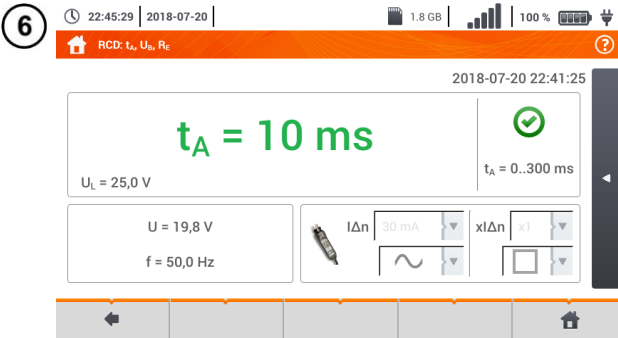 6
22:45:29 2018-07-20 1.8 GB 100 %
RCD: tA, UB, RE ?
2018-07-20 22:41:25
tA = 10 ms
tA = 0..300 ms
UL = 25,0 V
U = 19,8 V
f = 50,0 Hz
IΔn 30 mA xIΔn x1